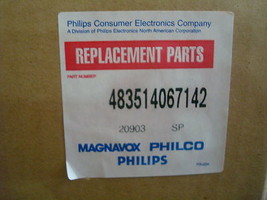 Philips Consumer Electronics Company
A Division of Philips Electronics North American Corporation
REPLACEMENT PARTS
PART NUMBER
483514067142
20903 SP
MAGNAVOX PHILCO
PHILIPS